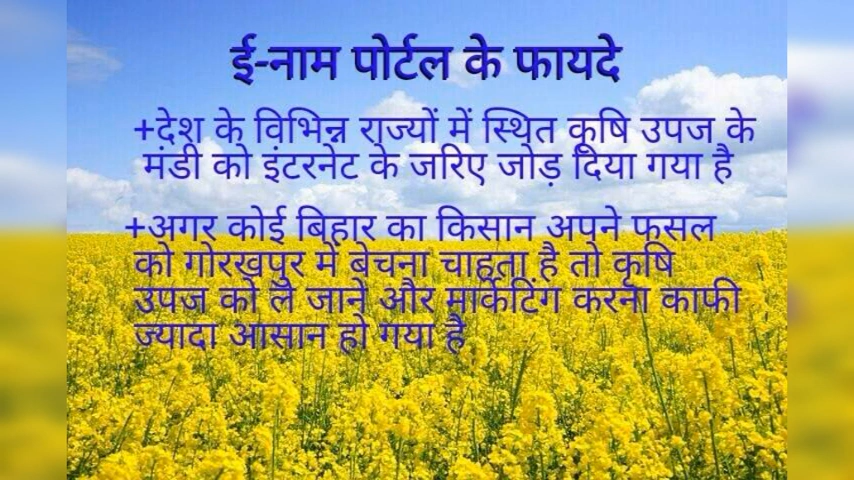 ई-नाम पोर्टल के फायदे
+देश के विभिन्न राज्यों में स्थित कृषि उपज के
मंडी को इंटरनेट के जरिए जोड़ दिया गया है
+अगर कोई बिहार का किसान अपने फसल
को गोरखपुर में बेचना चाहता है तो कृषि
उपज को ले जाने और मार्केटिंग करना काफी
ज्यादा आसान हो गया है